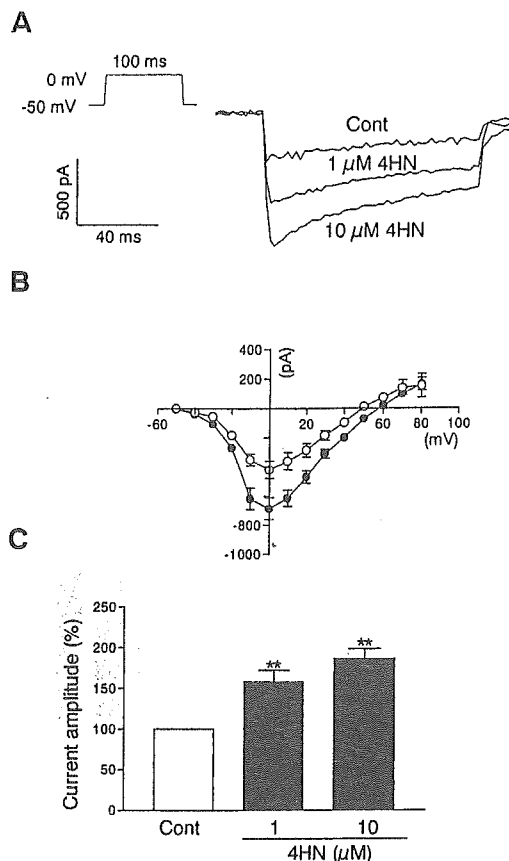 A
100 ms
0 mV
-50 mV
500 pA
40 ms
Cont
1 µM 4HN
10 µM 4HN
B
400
200
(pA)
-60
20
40
60
80
100
(mV)
-800
-1000
C
Current amplitude (%)
250
200
150
100
50
0
**
**
Cont
1
10
4HN (µM)